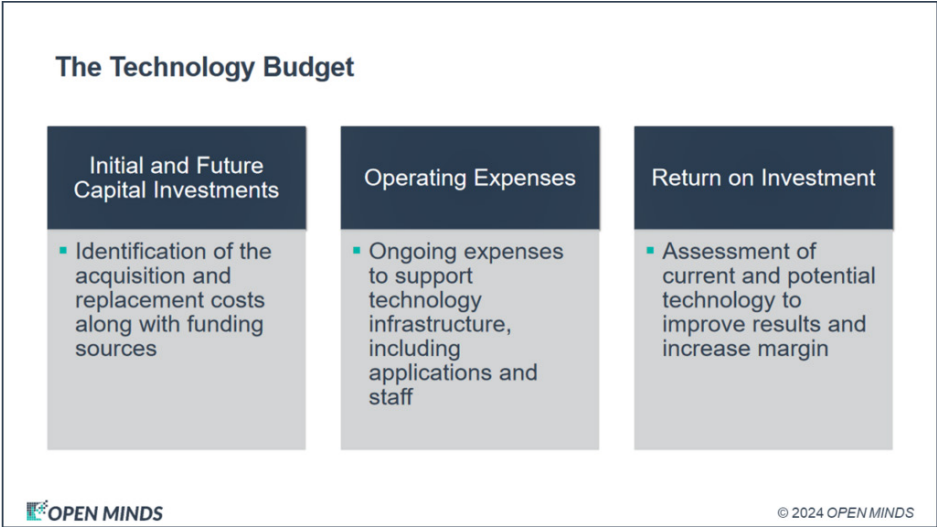 The Technology Budget
Initial and Future
Capital Investments
▪ Identification of the
acquisition and
replacement costs
along with funding
sources
Operating Expenses
▪ Ongoing expenses
to support
technology
infrastructure,
including
applications and
staff
Return on Investment
▪ Assessment of
current and potential
technology to
improve results and
increase margin
OPEN MINDS
© 2024 OPEN MINDS